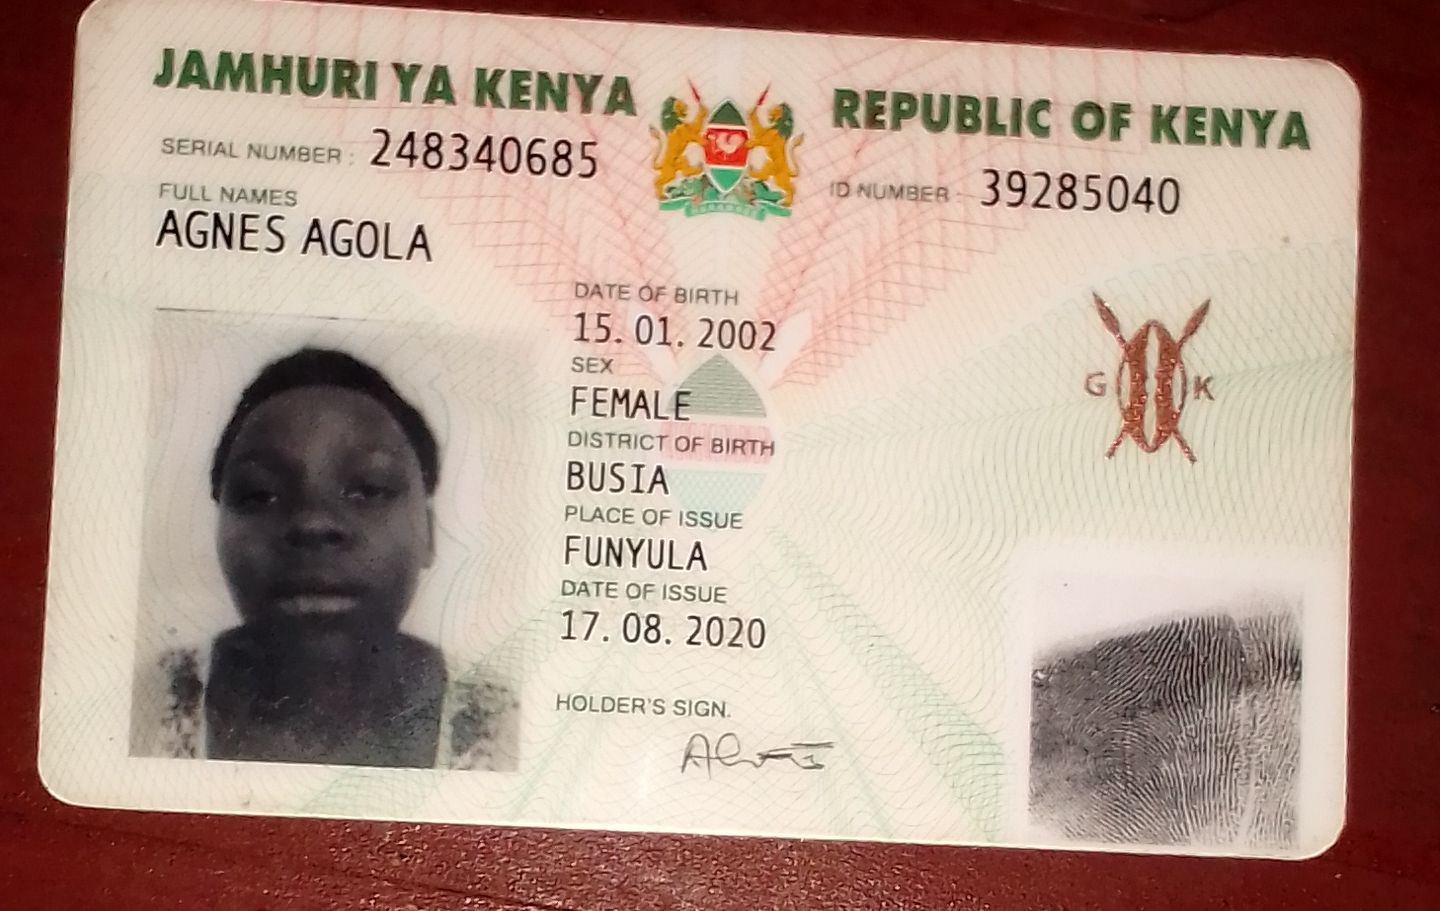 JAMHURI YA KENYA
REPUBLIC OF KENYA
SERIAL NUMBER : 248340685
ID NUMBER : 39285040
FULL NAMES
AGNES AGOLA
DATE OF BIRTH
15. 01. 2002
SEX
FEMALE
DISTRICT OF BIRTH
BUSIA
PLACE OF ISSUE
FUNYULA
DATE OF ISSUE
17. 08. 2020
HOLDER'S SIGN.
G K